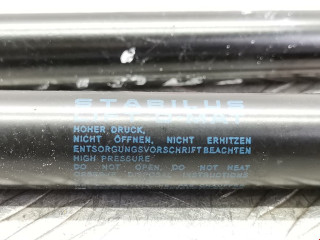 STABILUS
HOHER DRUCK,
NICHT ÖFFNEN, NICHT ERHITZEN
ENTSORGUNGSVORSCHRIFT BEACHTEN
HIGH PRESSURE
DO NOT OPEN, DO NOT HEAT